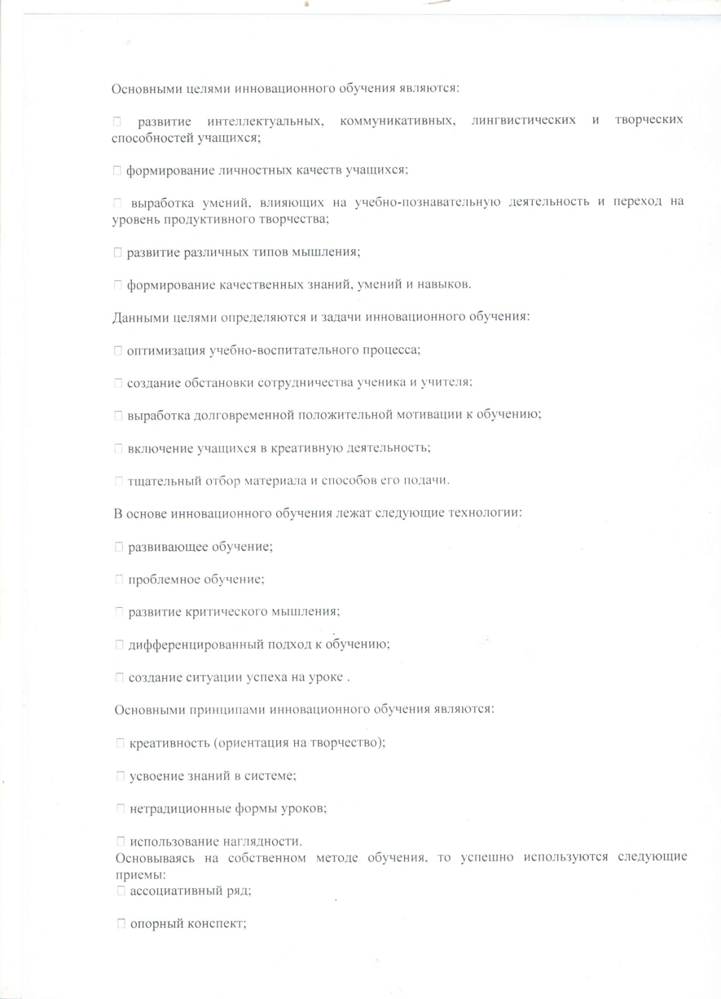 Основными целями инновационного обучения являются:
□ развитие интеллектуальных, коммуникативных, лингвистических и творческих
способностей учащихся;
□ формирование личностных качеств учащихся;
□ выработка умений, влияющих на учебно-познавательную деятельность и переход на
уровень продуктивного творчества;
□ развитие различных типов мышления;
□ формирование качественных знаний, умений и навыков.
Данными целями определяются и задачи инновационного обучения:
□ оптимизация учебно-воспитательного процесса;
□ создание обстановки сотрудничества ученика и учителя;
□ выработка долговременной положительной мотивации к обучению;
□ включение учащихся в креативную деятельность;
□ тщательный отбор материала и способов его подачи.
В основе инновационного обучения лежат следующие технологии:
□ развивающее обучение;
□ проблемное обучение;
□ развитие критического мышления;
□ дифференцированный подход к обучению;
□ создание ситуации успеха на уроке .
Основными принципами инновационного обучения являются:
□ креативность (ориентация на творчество);
□ усвоение знаний в системе;
□ нетрадиционные формы уроков;
□ использование наглядности.
Основываясь на собственном методе обучения, то успешно используются следующие
приемы:
□ ассоциативный ряд;
□ опорный конспект;